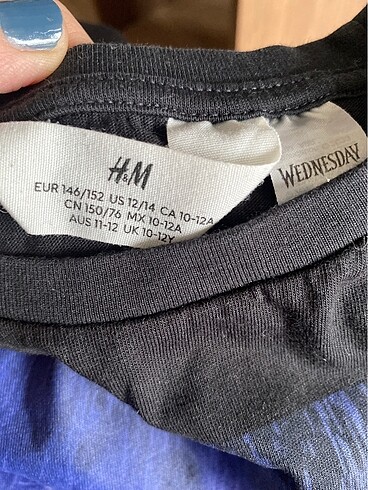 H&M
EUR 146/152 US 12/14 CA 10-12A
CN 150/76 MX 10-12A
AUS 11-12 UK 10-12Y
WEDNESDAY